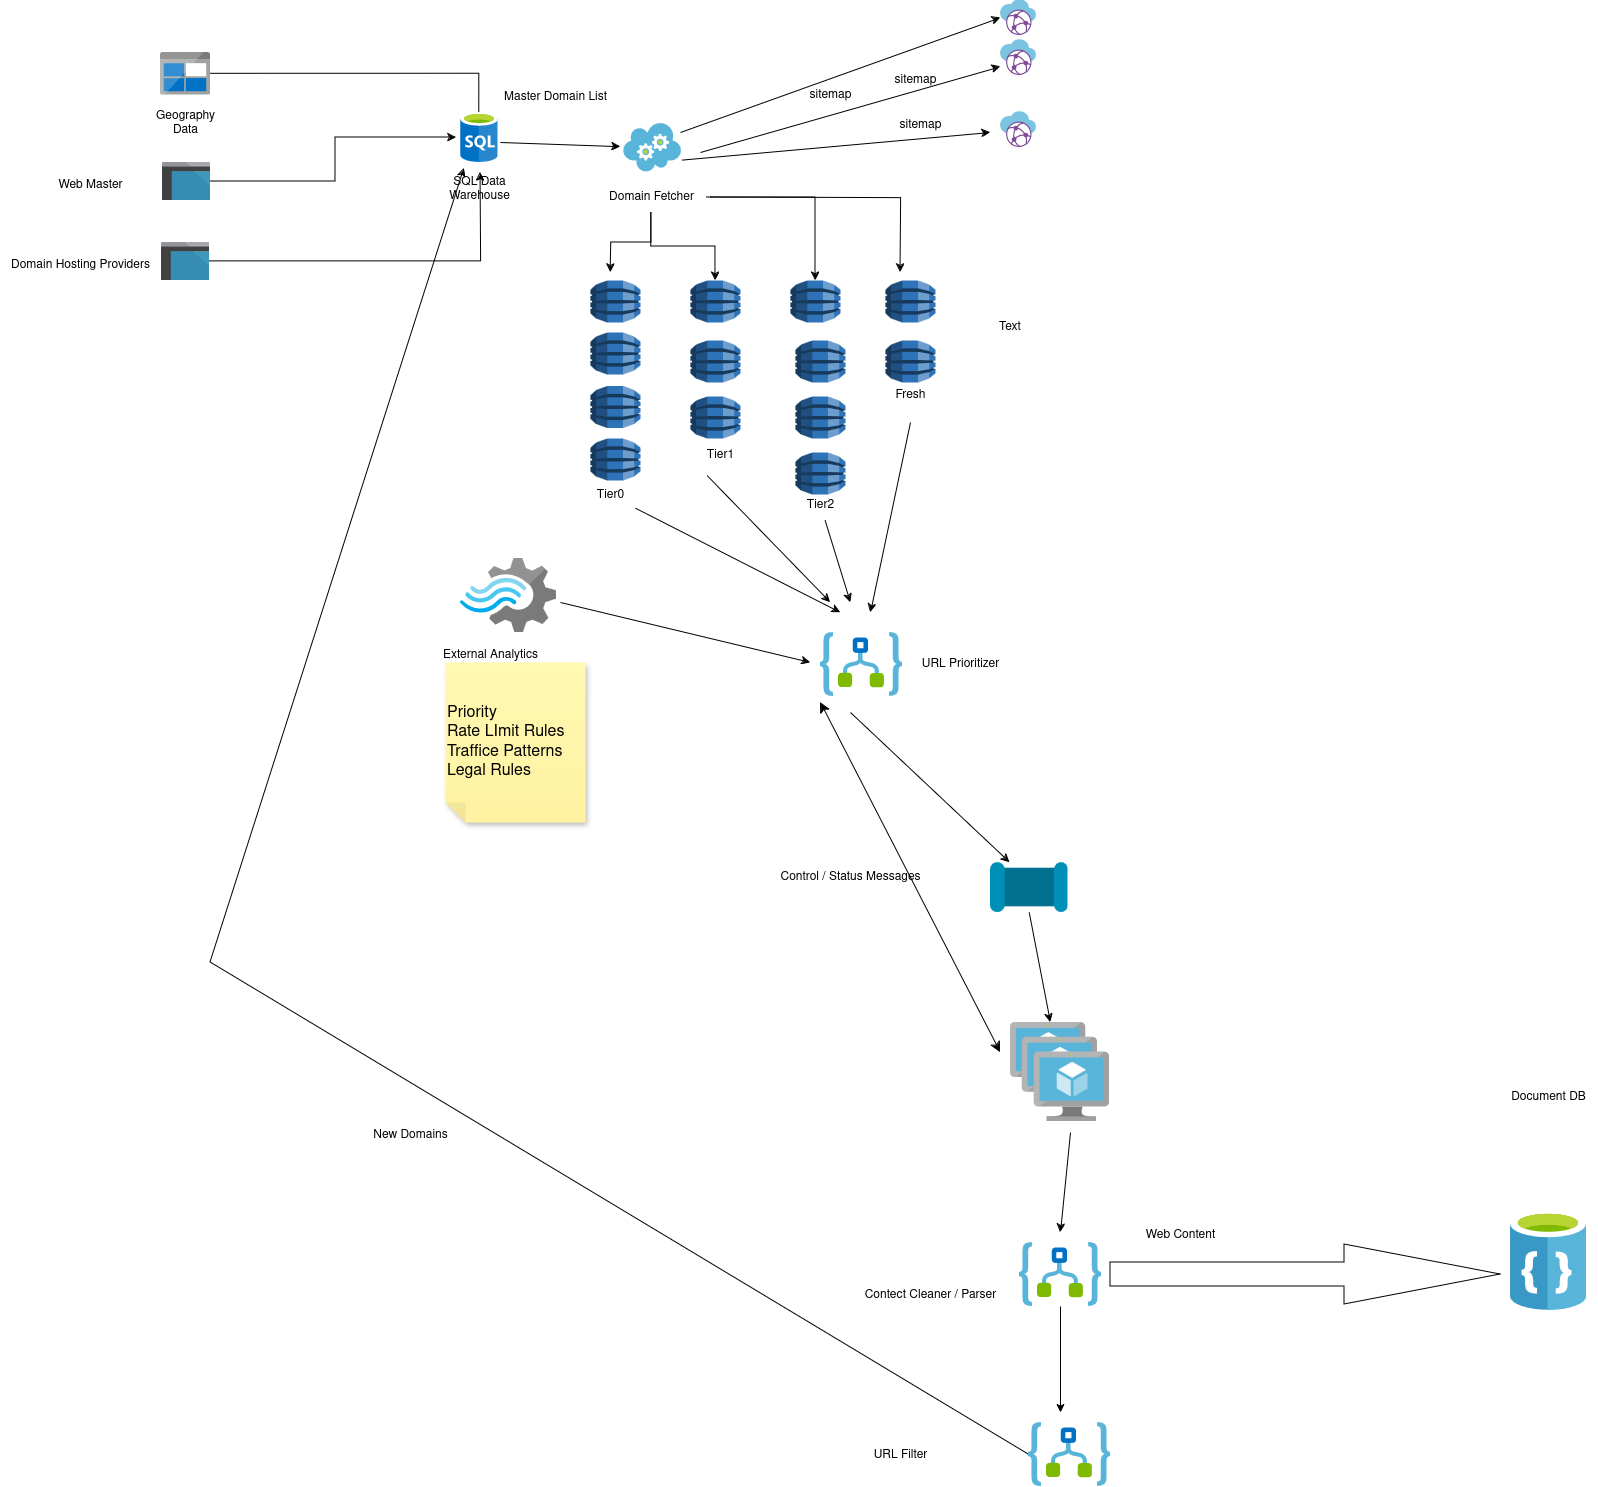 sitemap
sitemap
sitemap
Master Domain List
Geography
Data
SQL
SQL Data
Warehouse
Web Master
Domain Fetcher
Domain Hosting Providers
Text
Fresh
Tier1
Tier0
Tier2
External Analytics
URL Prioritizer
Priority
Rate LImit Rules
Traffice Patterns
Legal Rules
Control / Status Messages
Document DB
New Domains
Web Content
Contect Cleaner / Parser
URL Filter